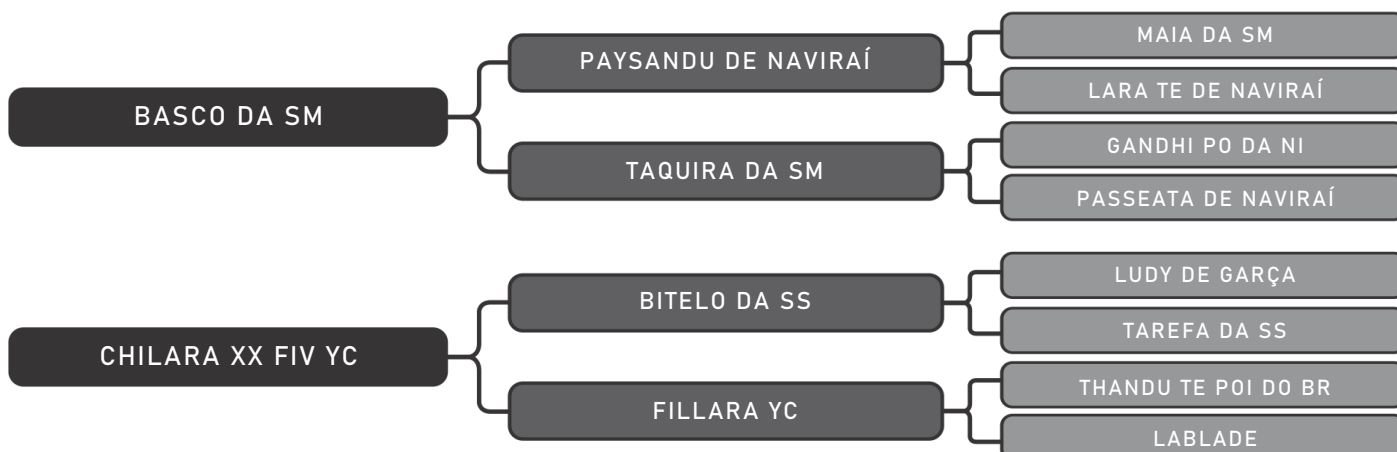 BASCO DA SM
PAYSANDU DE NAVIRAÍ
MAIA DA SM
LARA TE DE NAVIRAÍ
TAQUIRA DA SM
GANDHI PO DA NI
PASSEATA DE NAVIRAÍ
CHILARA XX FIV YC
BITELO DA SS
LUDY DE GARÇA
TAREFA DA SS
FILLARA YC
THANDU TE POI DO BR
LABLADE